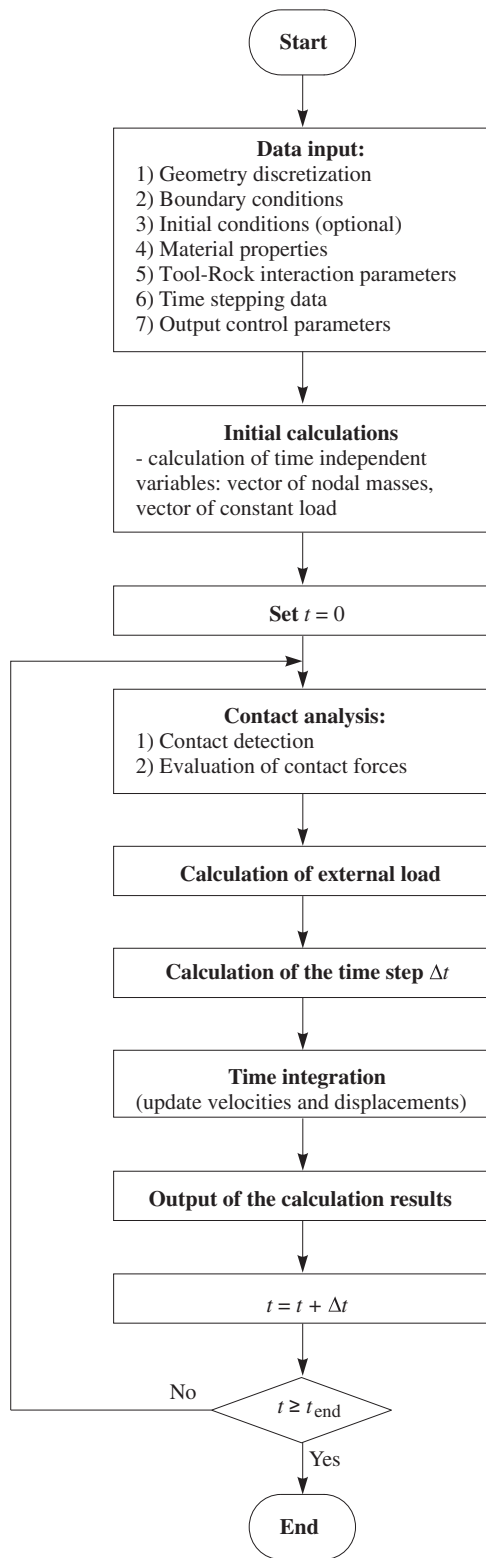 Start
Data input:
1) Geometry discretization
2) Boundary conditions
3) Initial conditions (optional)
4) Material properties
5) Tool-Rock interaction parameters
6) Time stepping data
7) Output control parameters
Initial calculations
- calculation of time independent
variables: vector of nodal masses,
vector of constant load
Set t = 0
Contact analysis:
1) Contact detection
2) Evaluation of contact forces
Calculation of external load
Calculation of the time step Δt
Time integration
(update velocities and displacements)
Output of the calculation results
t = t + Δt
No
t ≥ tend
Yes
End